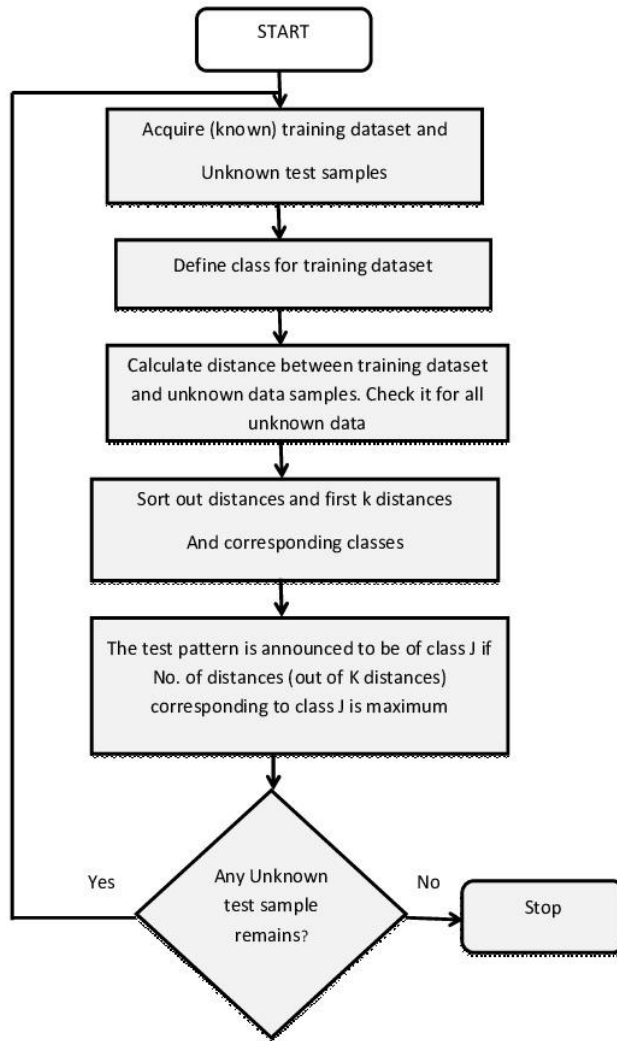 START
Acquire (known) training dataset and
Unknown test samples
Define class for training dataset
Calculate distance between training dataset
and unknown data samples. Check it for all
unknown data
Sort out distances and first k distances
And corresponding classes
The test pattern is announced to be of class J if
No. of distances (out of K distances)
corresponding to class J is maximum
Yes
Any Unknown
test sample
remains?
No
Stop